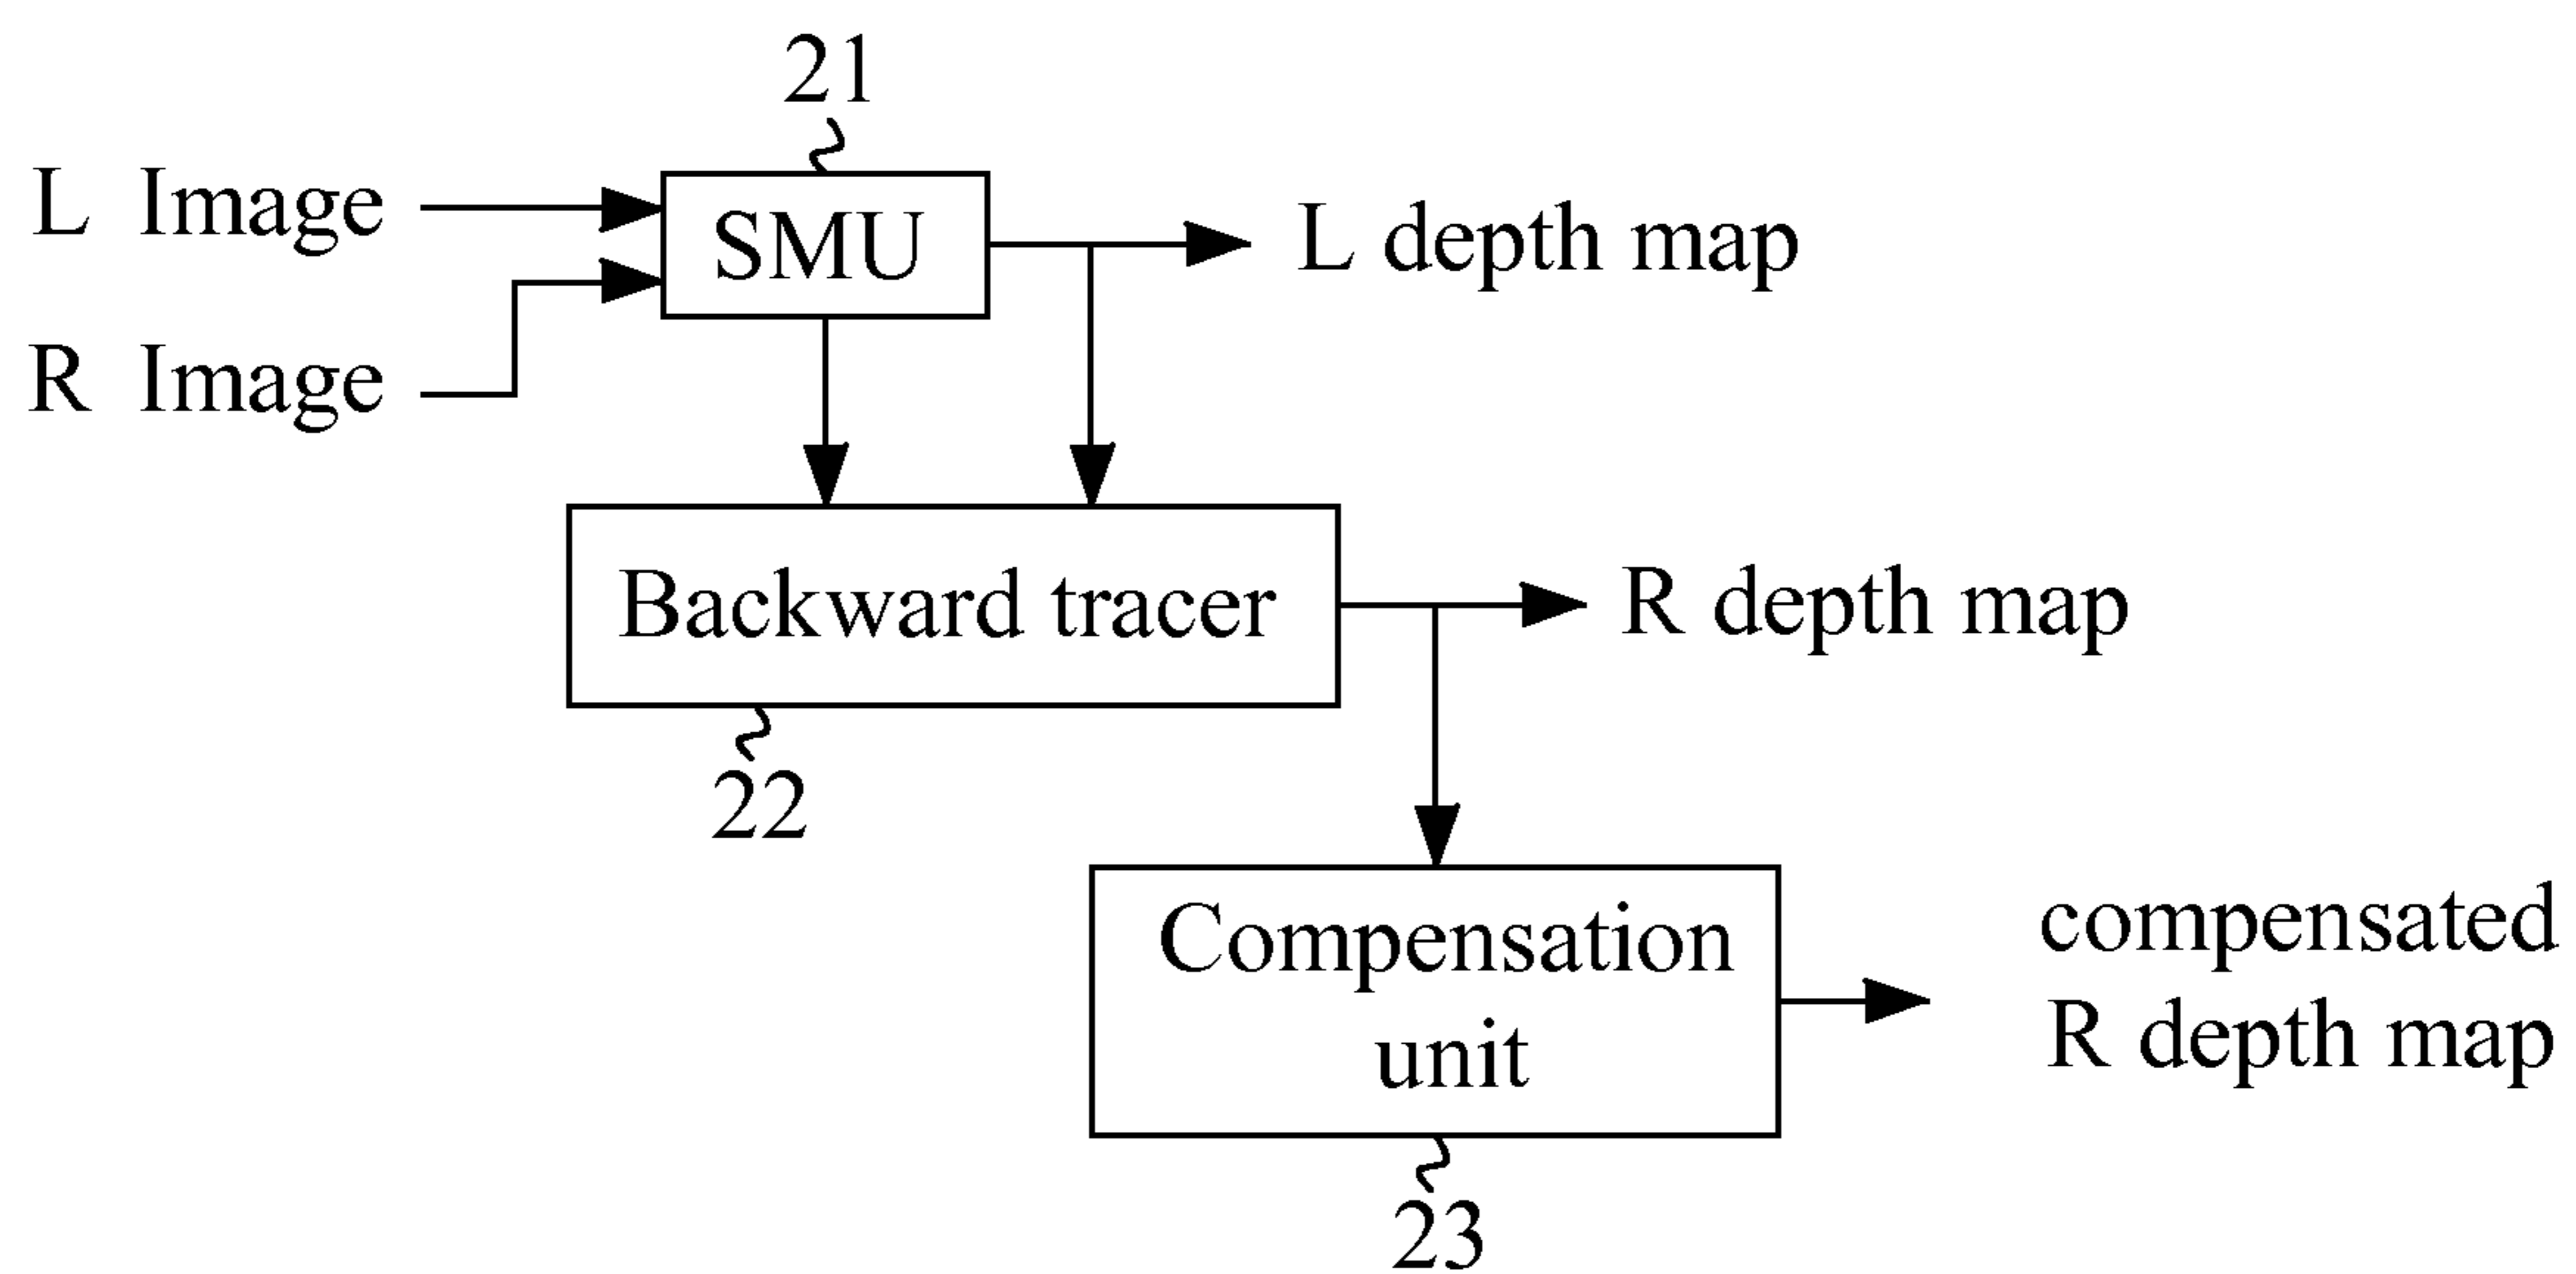 21
L Image
SMU
L depth map
R Image
Backward tracer
R depth map
22
Compensation
unit
compensated
R depth map
23